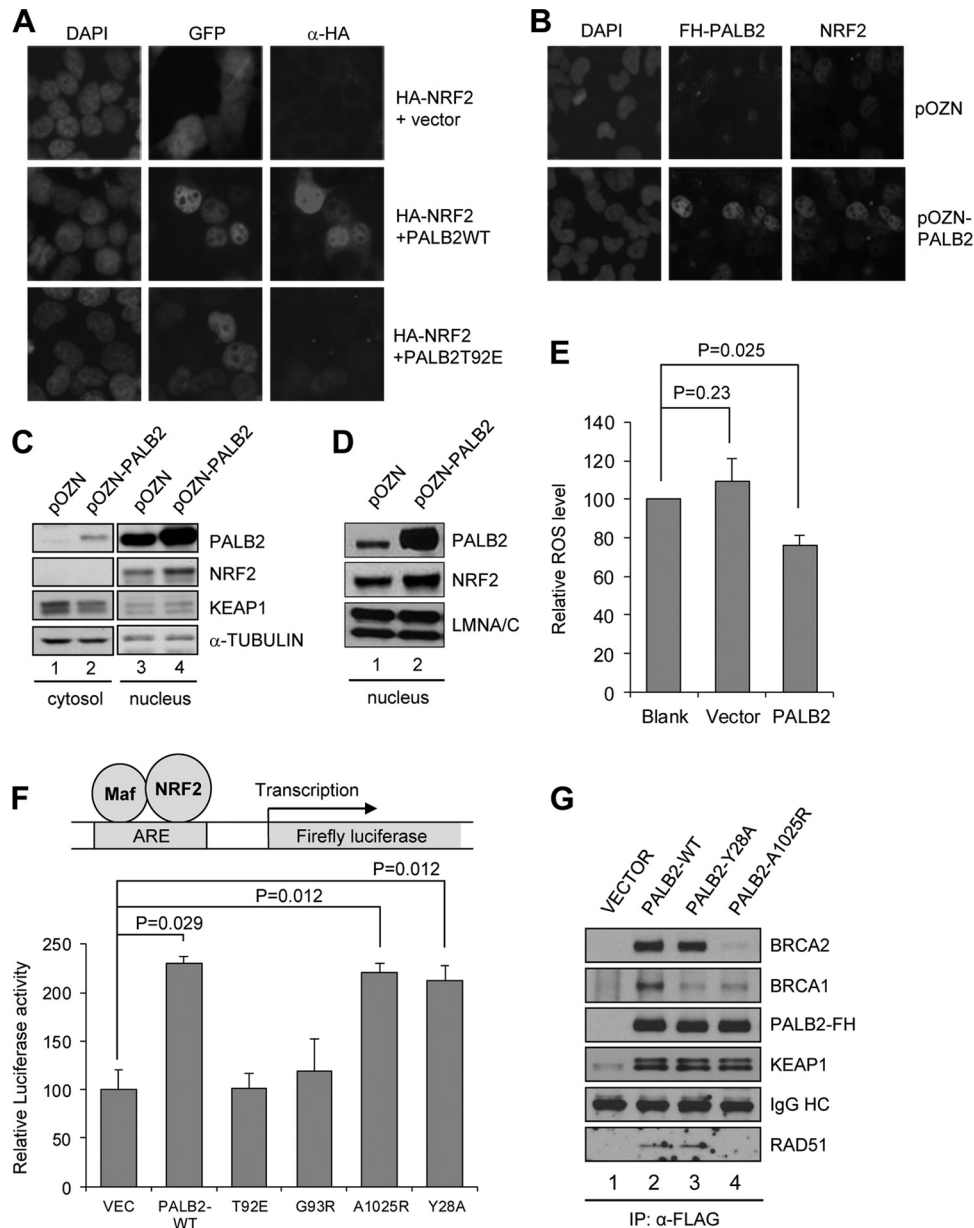 A
DAPI GFP α-HA
HA-NRF2
+ vector
HA-NRF2
+PALB2WT
HA-NRF2
+PALB2T92E
B
DAPI FH-PALB2 NRF2
pOZN
pOZN-
PALB2
C
pOZN pOZN-PALB2 pOZN pOZN-PALB2
PALB2
NRF2
KEAP1
α-TUBULIN
1 2 3 4
cytosol nucleus
D
pOZN pOZN-PALB2
PALB2
NRF2
LMNA/C
1 2
nucleus
E
P=0.025
P=0.23
Relative ROS level
140
120
100
80
60
40
20
0
Blank Vector PALB2
F
Maf NRF2 Transcription
ARE Firefly luciferase
P=0.012
P=0.012
P=0.029
Relative Luciferase activity
250
200
150
100
50
00
VEC PALB2-
WT T92E G93R A1025R Y28A
G
VECTOR PALB2-WT PALB2-Y28A PALB2-A1025R
BRCA2
BRCA1
PALB2-FH
KEAP1
IgG HC
RAD51
1 2 3 4
IP: α-FLAG